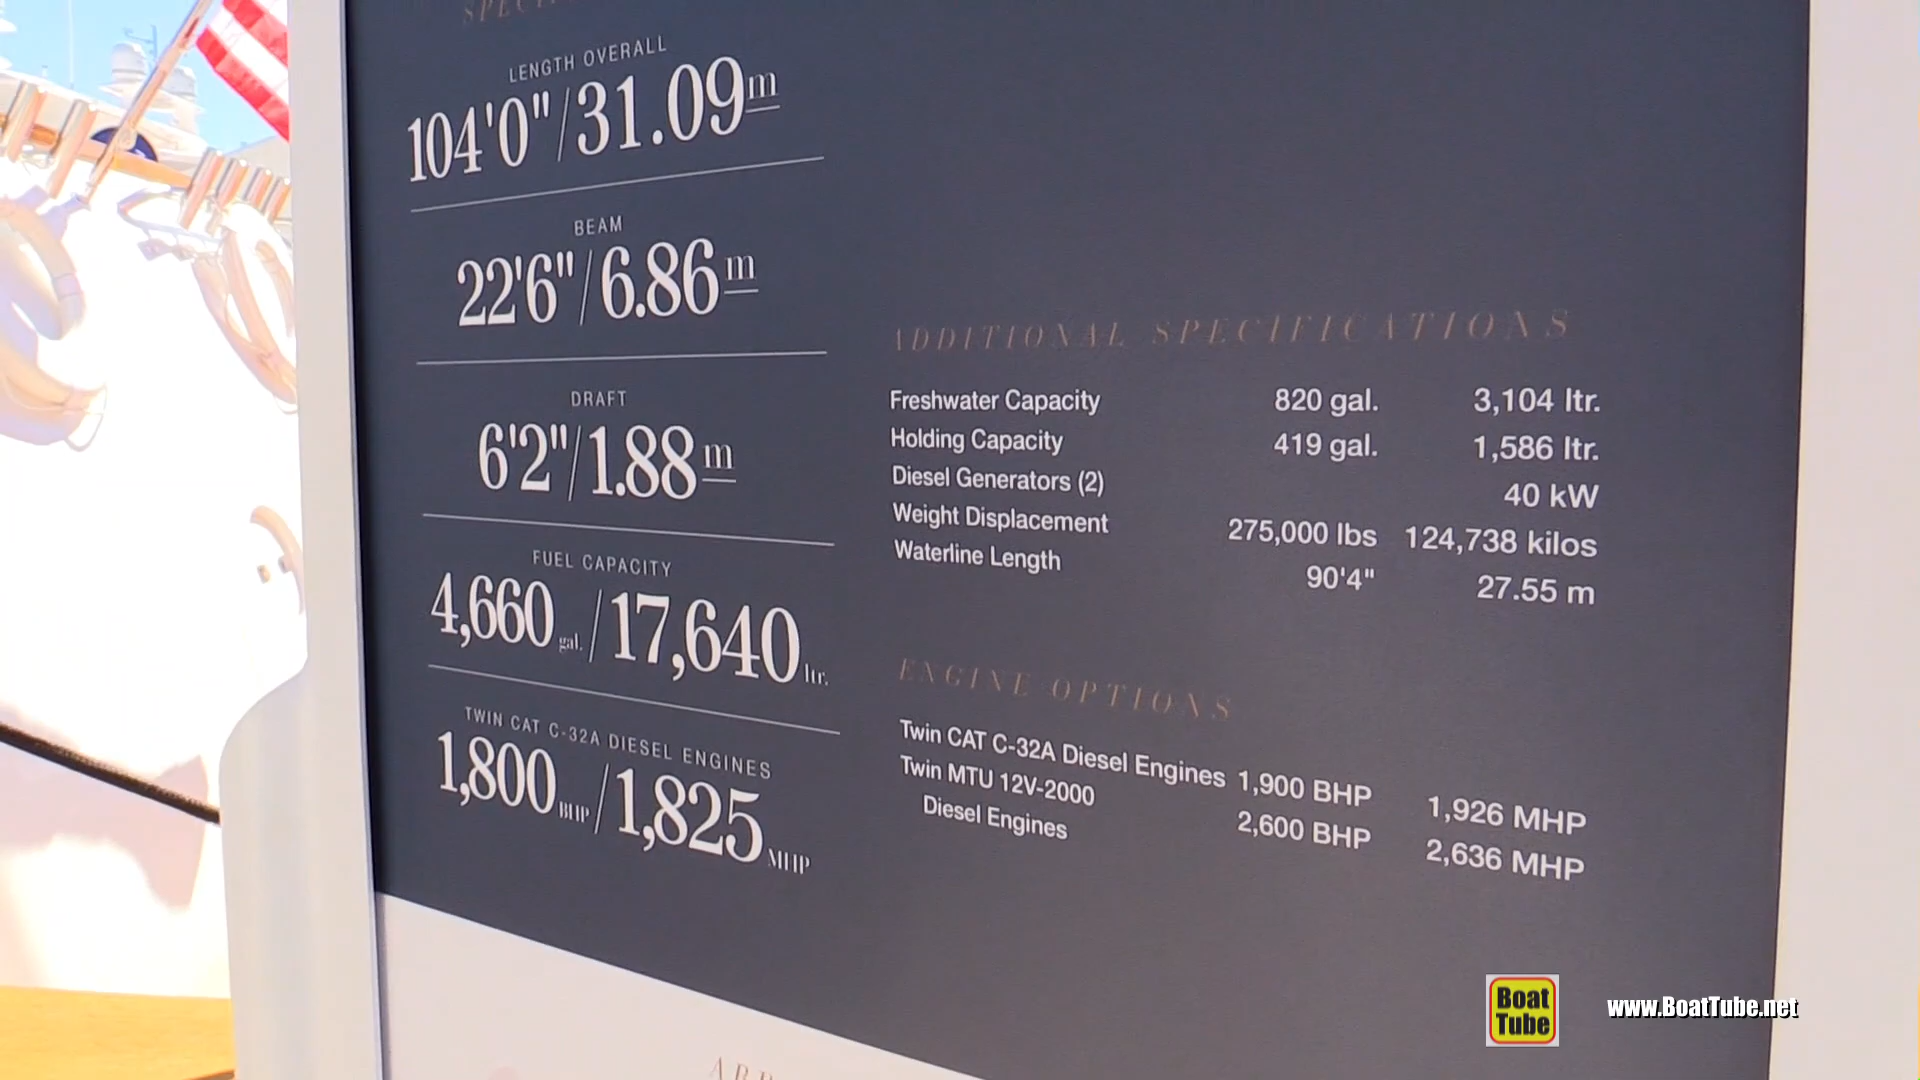 LENGTH OVERALL
104'0"/31.09 m
BEAM
22'6"/6.86 m
DRAFT
6'2"/1.88 m
FUEL CAPACITY
4,660 gal./17,640 ltr.
TWIN CAT C-32A DIESEL ENGINES
1,800 BHP/1,825 MHP
ADDITIONAL SPECIFICATIONS
Freshwater Capacity 820 gal. 3,104 ltr.
Holding Capacity 419 gal. 1,586 ltr.
Diesel Generators (2) 40 kW
Weight Displacement 275,000 lbs 124,738 kilos
Waterline Length 90'4" 27.55 m
ENGINE OPTIONS
Twin CAT C-32A Diesel Engines 1,900 BHP 1,926 MHP
Twin MTU 12V-2000
Diesel Engines 2,600 BHP 2,636 MHP
Boat
Tube
www.BoatTube.net